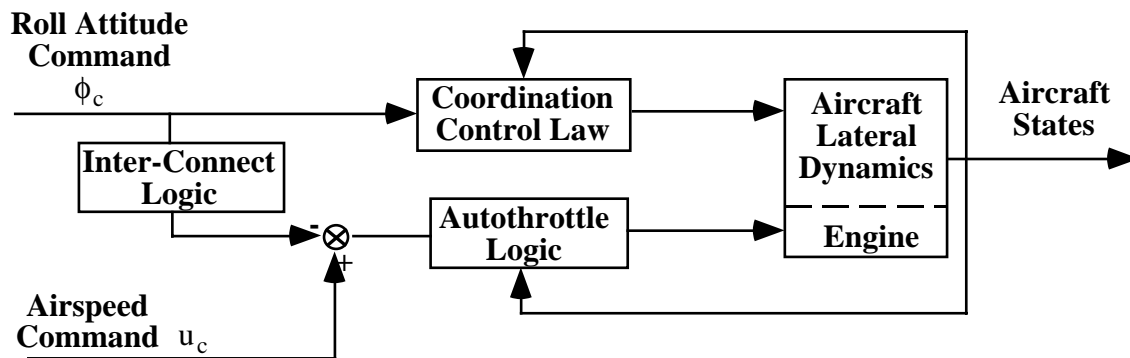 Roll Attitude
Command
ϕc
Inter-Connect
Logic
-
+
Airspeed
Command uc
Coordination
Control Law
Autothrottle
Logic
Aircraft
Lateral
Dynamics
Engine
Aircraft
States